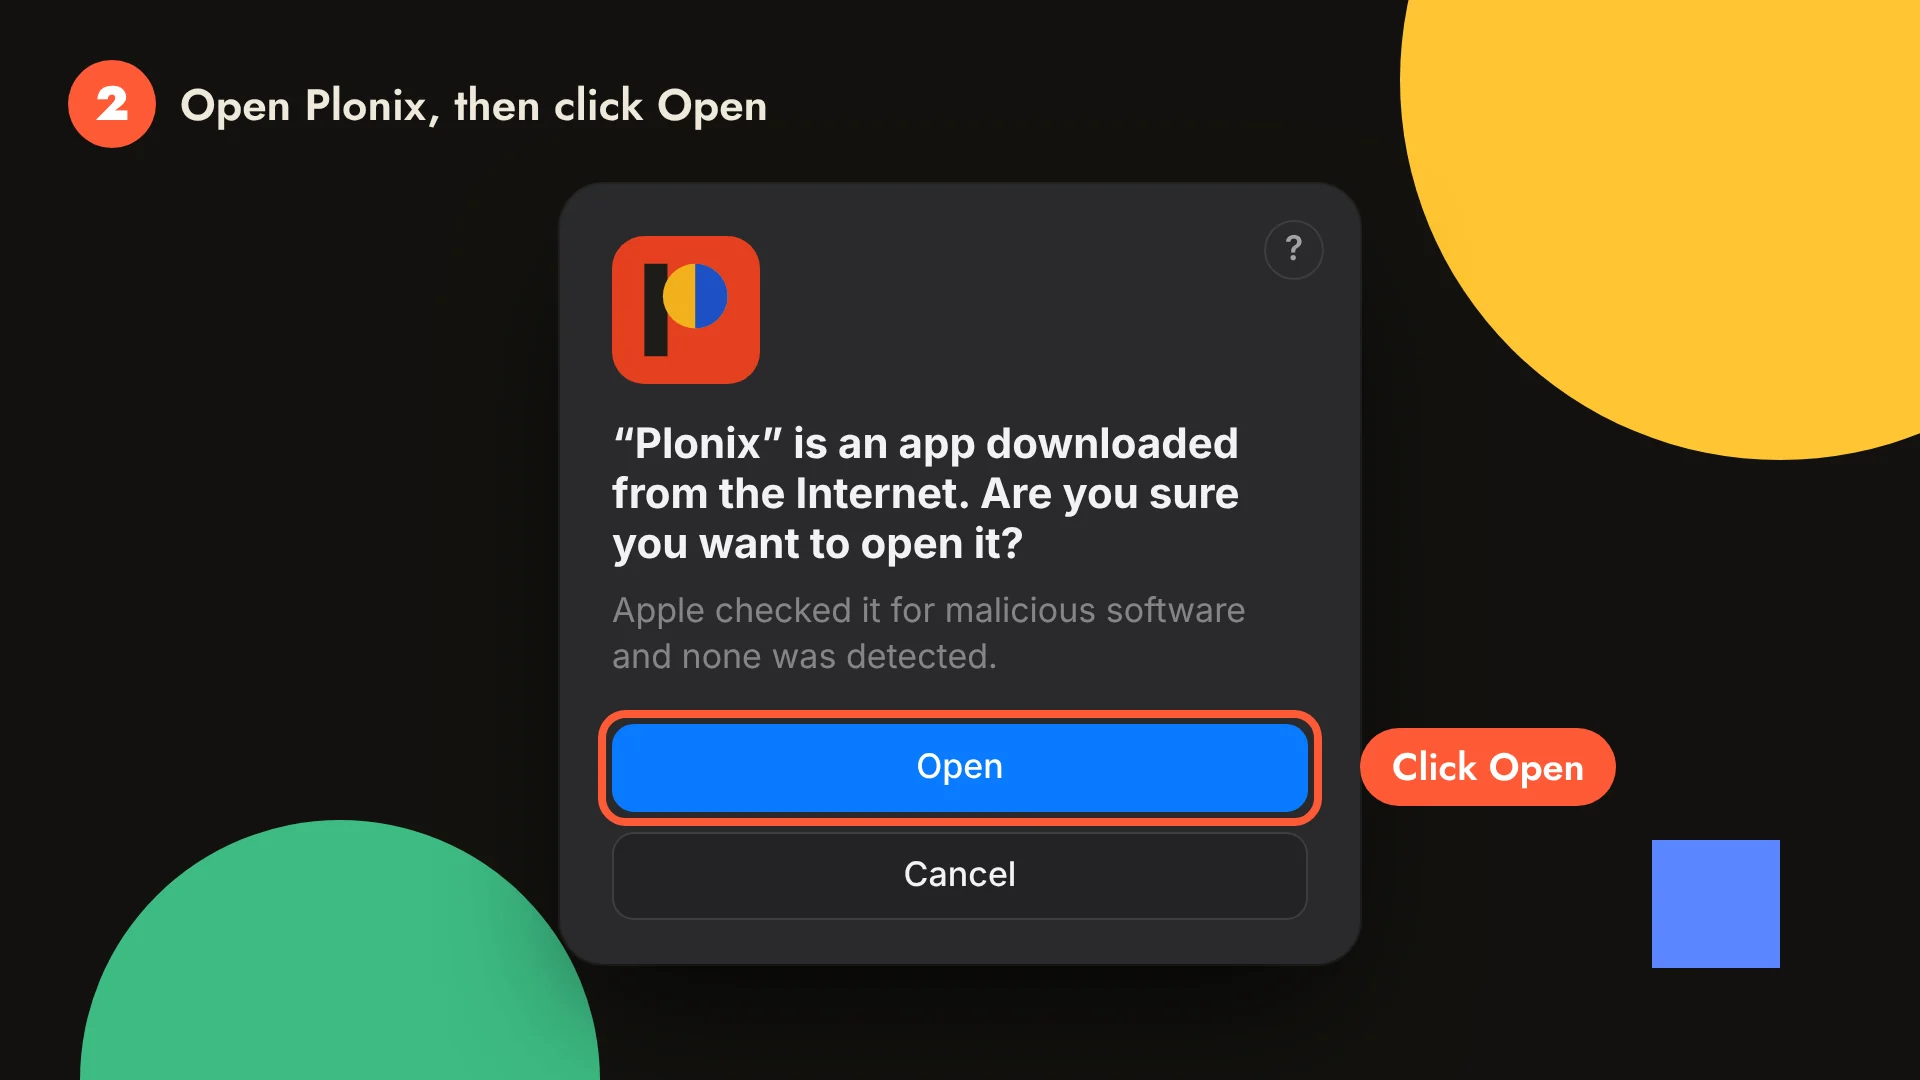 2
Open Plonix, then click Open
?
“Plonix” is an app downloaded
from the Internet. Are you sure
you want to open it?
Apple checked it for malicious software
and none was detected.
Open
Click Open
Cancel